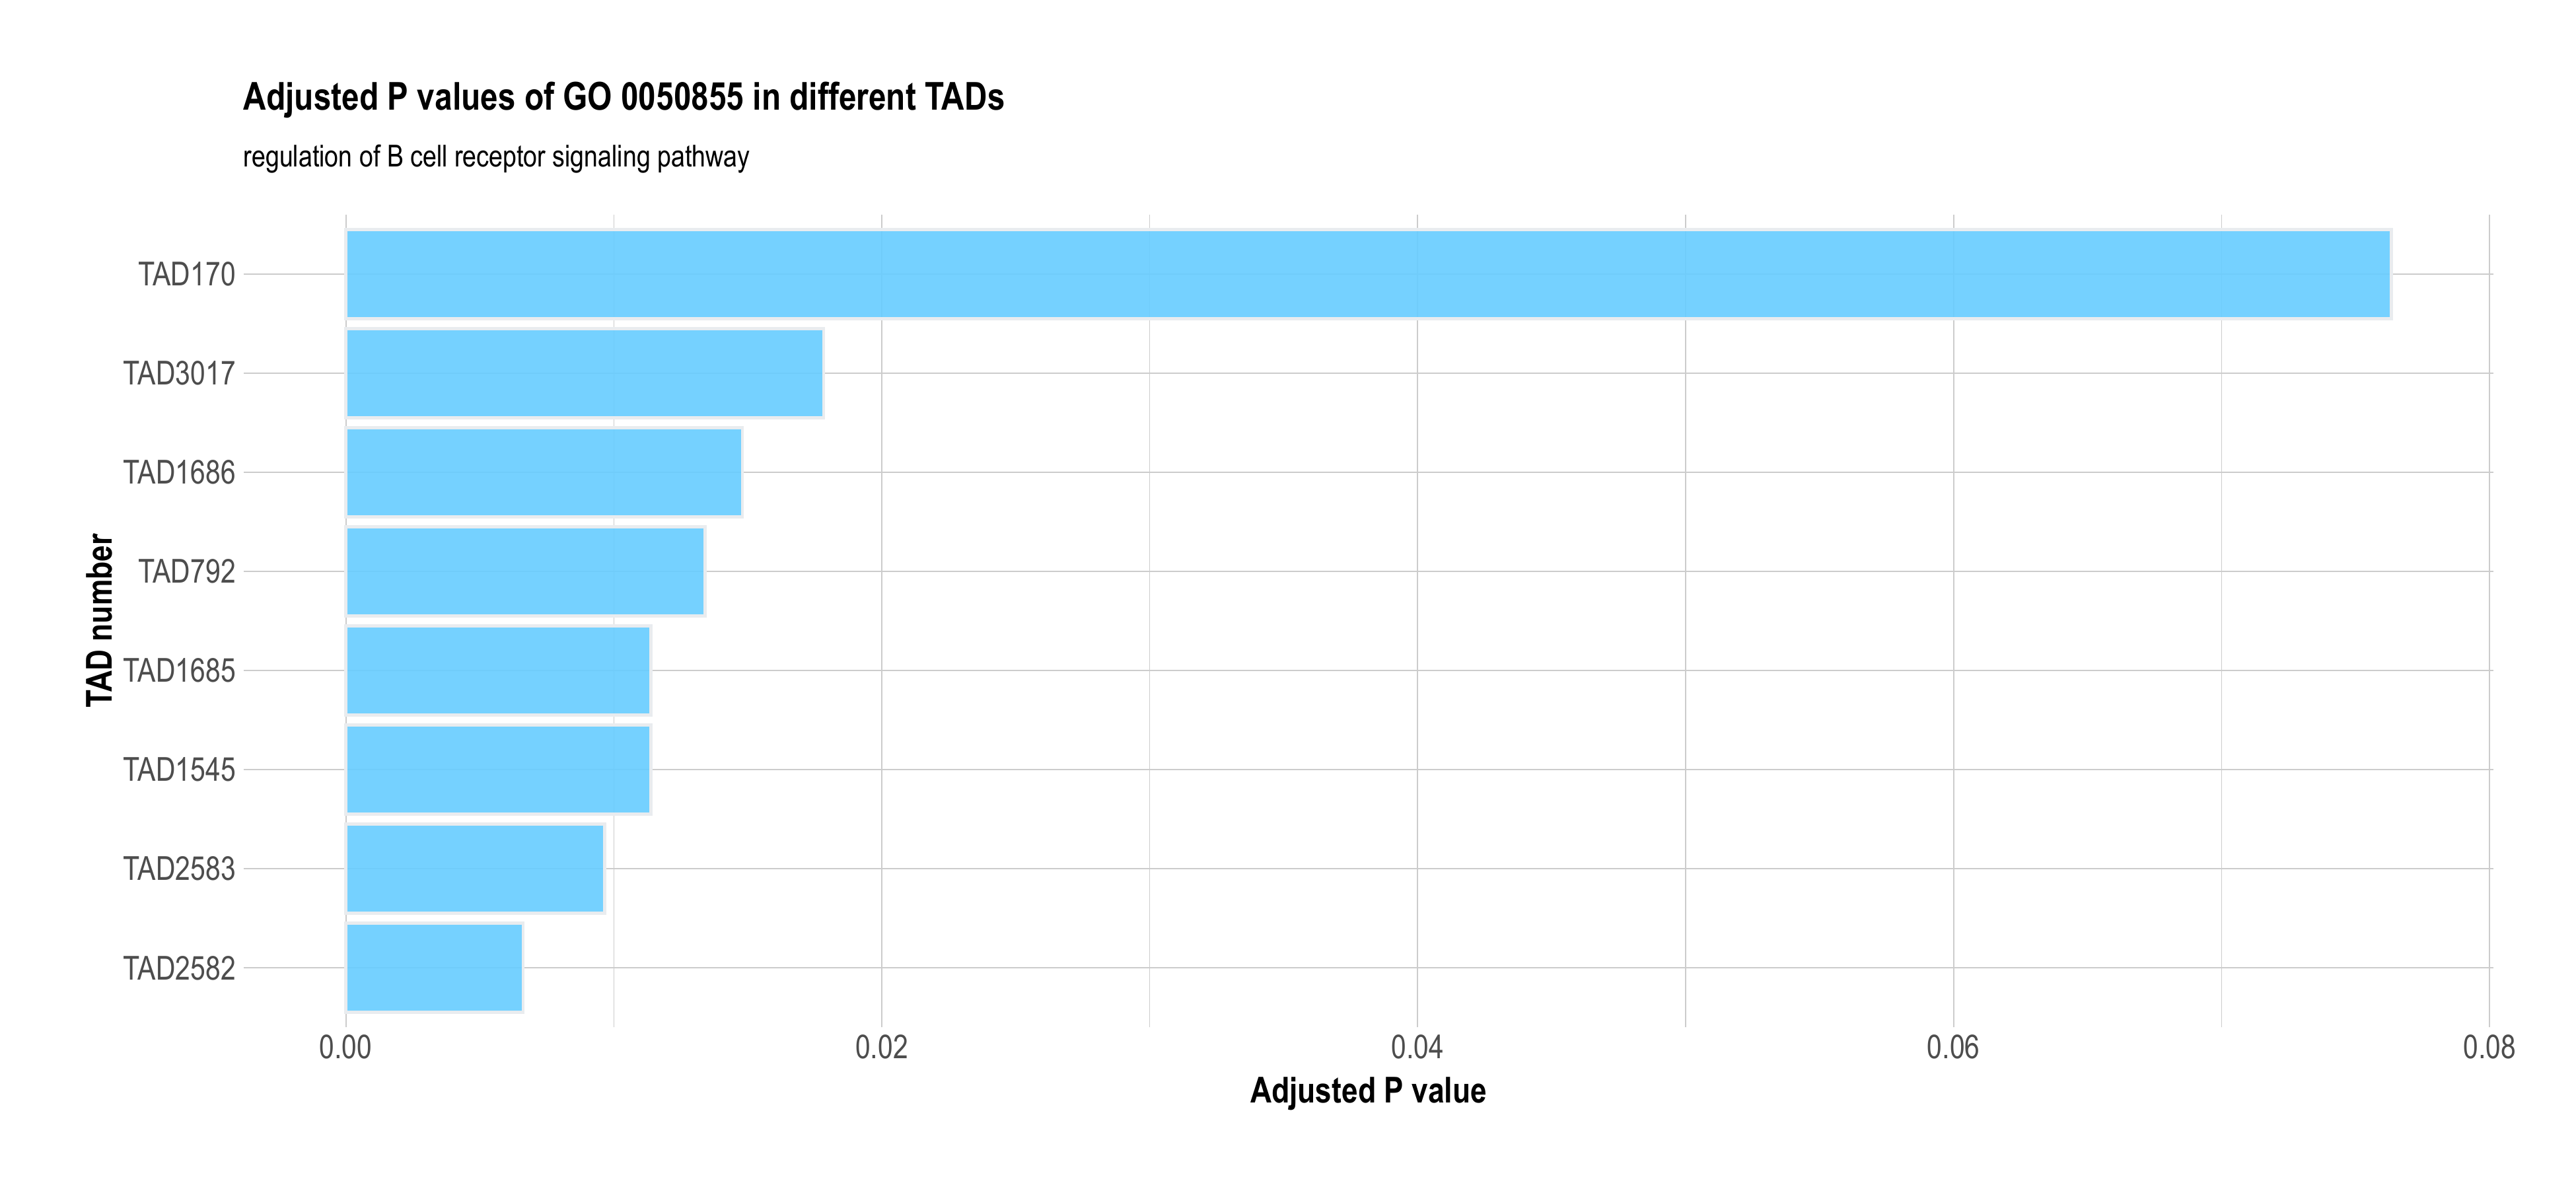 Adjusted P values of GO 0050855 in different TADs
regulation of B cell receptor signaling pathway
TAD number
TAD170
TAD3017
TAD1686
TAD792
TAD1685
TAD1545
TAD2583
TAD2582
0.00 0.02 0.04 0.06 0.08
Adjusted P value